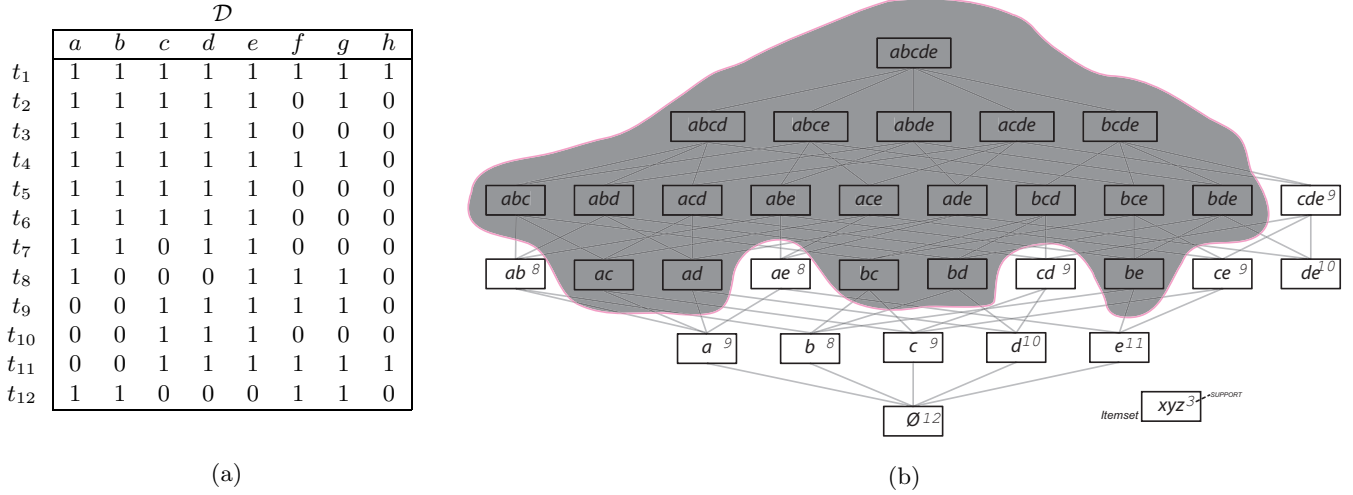 𝒟
a b c d e f g h
t1 1 1 1 1 1 1 1 1
t2 1 1 1 1 1 0 1 0
t3 1 1 1 1 1 0 0 0
t4 1 1 1 1 1 1 1 0
t5 1 1 1 1 1 0 0 0
t6 1 1 1 1 1 0 0 0
t7 1 1 0 1 1 0 0 0
t8 1 0 0 0 1 1 1 0
t9 0 0 1 1 1 1 1 0
t10 0 0 1 1 1 0 0 0
t11 0 0 1 1 1 1 1 1
t12 1 1 0 0 0 1 1 0
(a)
abcde
abcd abce abde acde bcde
abc abd acd abe ace ade bcd bce bde cde 9
ab 8 ac ad ae 8 bc bd cd 9 be ce 9 de 10
a 9 b 8 c 9 d 10 e 11
Ø 12
xyz 3 SUPPORT
Itemset
(b)